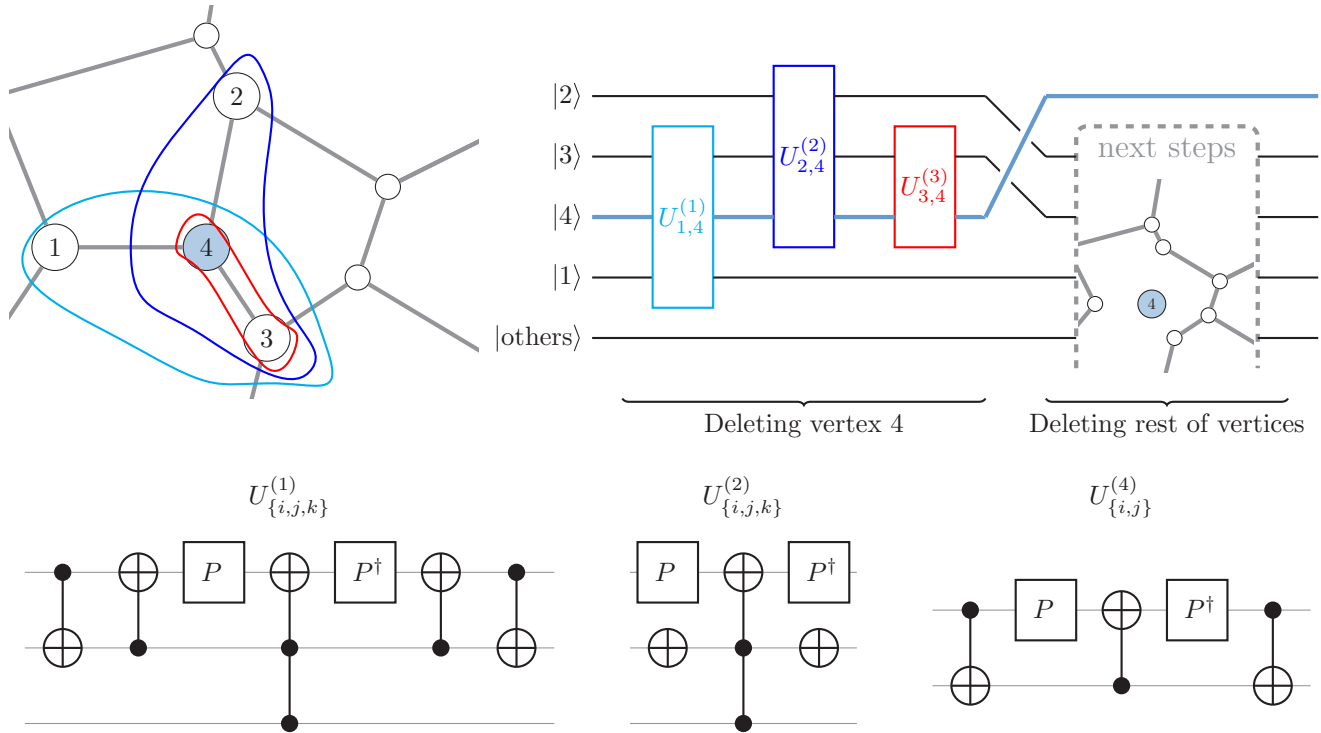 2
1
4
3
|2⟩
|3⟩
|4⟩
|1⟩
|others⟩
U_{1,4}^{(1)}
U_{2,4}^{(2)}
U_{3,4}^{(3)}
next steps
4
Deleting vertex 4
Deleting rest of vertices
U_{\{i,j,k\}}^{(1)}
P
P†
U_{\{i,j,k\}}^{(2)}
P
P†
U_{\{i,j\}}^{(4)}
P
P†